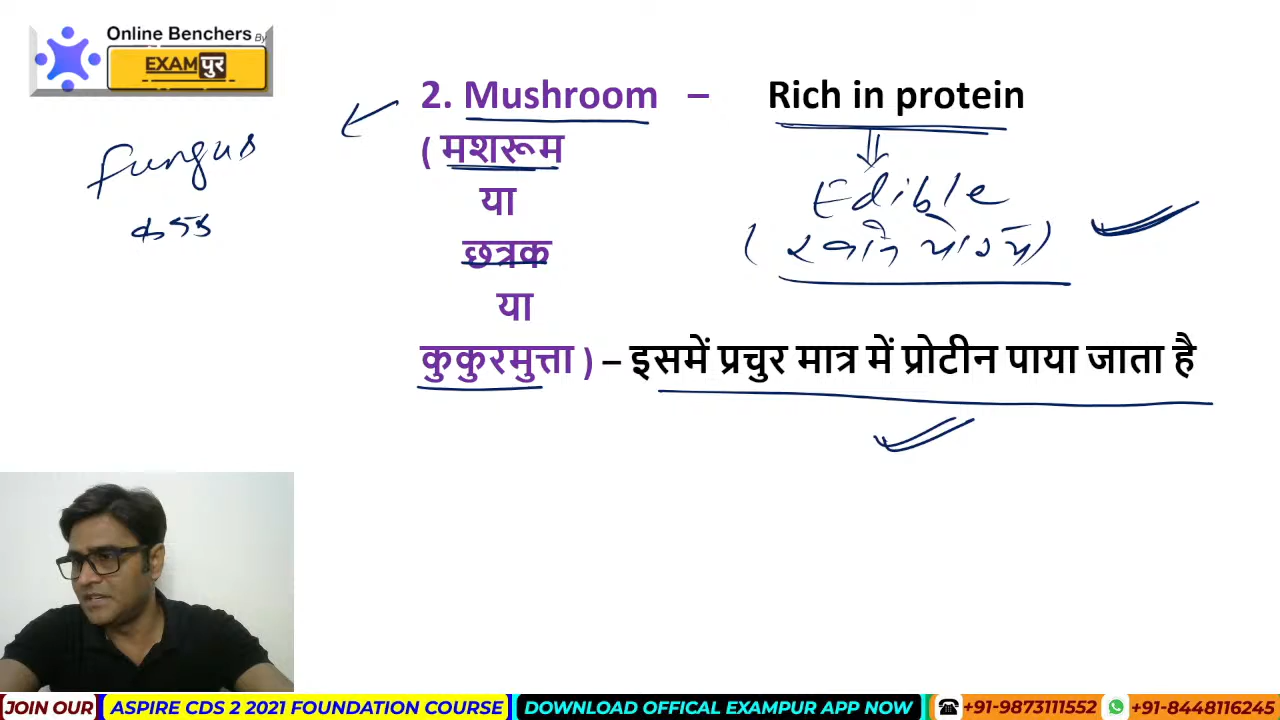 Online Benchers By
EXAMपुर
2. Mushroom – Rich in protein
( मशरूम
या
छत्रक
या
कुकुरमुत्ता ) – इसमें प्रचुर मात्र में प्रोटीन पाया जाता है
Fungus
कवक
Edible
JOIN OUR ASPIRE CDS 2 2021 FOUNDATION COURSE DOWNLOAD OFFICAL EXAMPUR APP NOW +91-9873111552 +91-8448116245